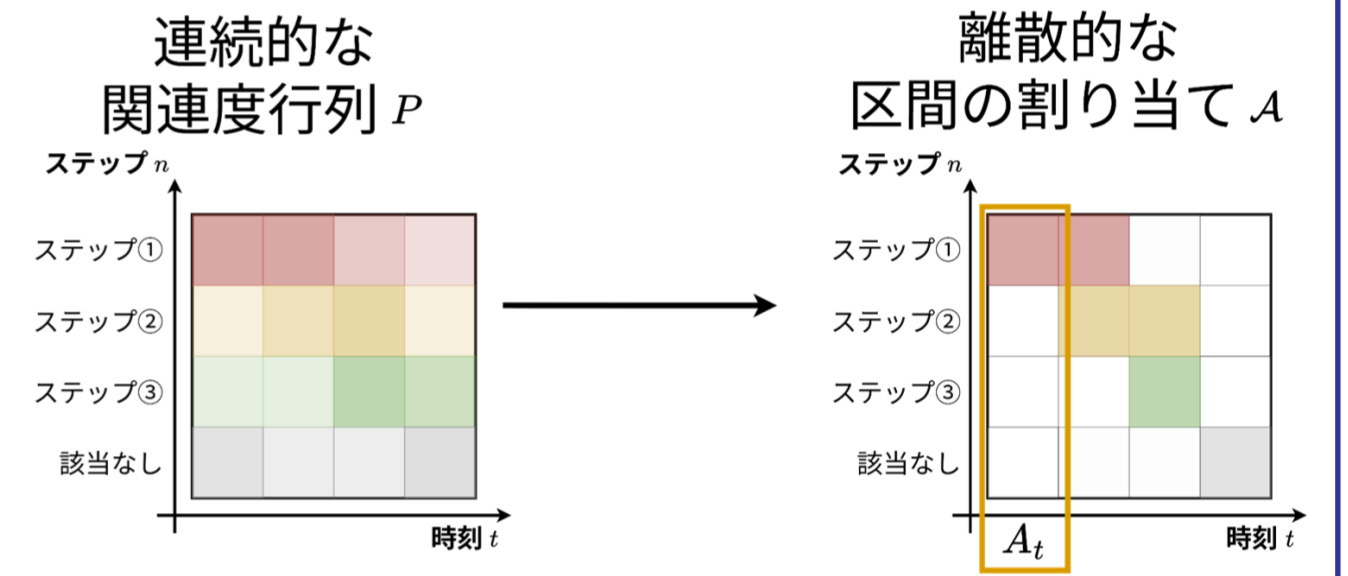 連続的な
関連度行列 P
ステップ n
ステップ①
ステップ②
ステップ③
該当なし
時刻 t
離散的な
区間の割り当て A
ステップ n
ステップ①
ステップ②
ステップ③
該当なし
A_t
時刻 t